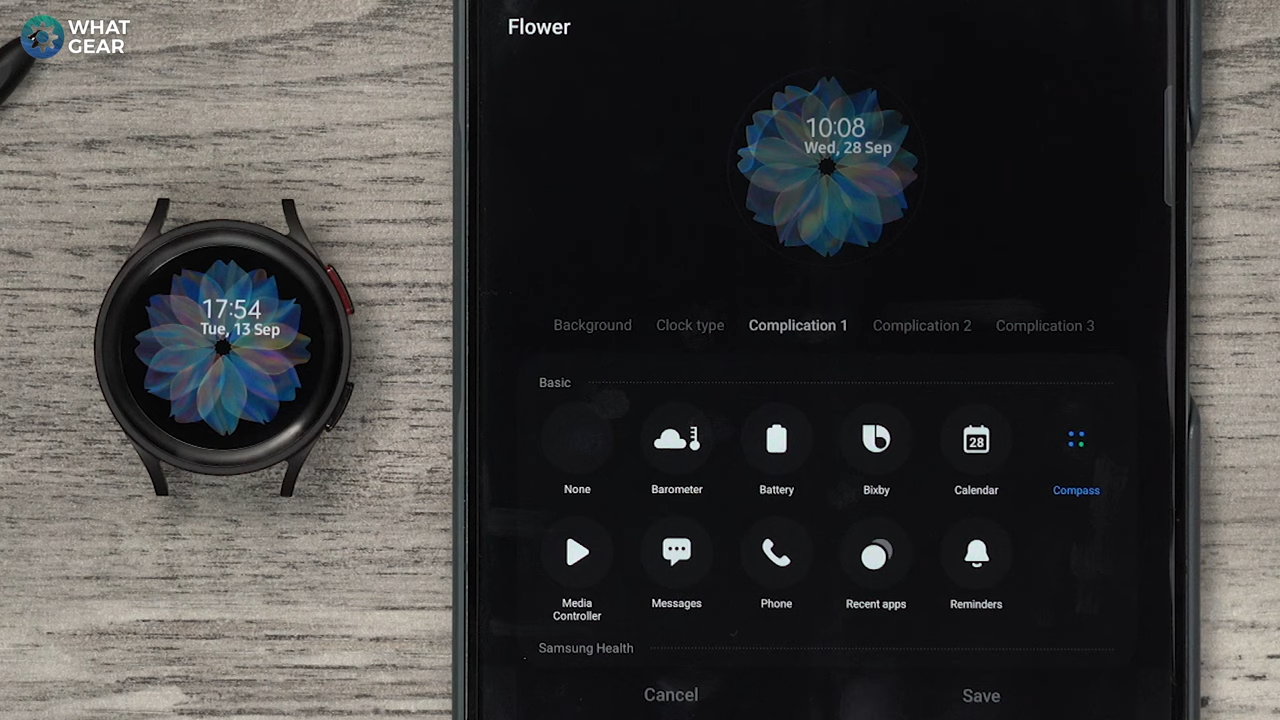 WHAT
GEAR
17:54
Tue, 13 Sep
Flower
10:08
Wed, 28 Sep
Background
Clock type
Complication 1
Complication 2
Complication 3
Basic
None
Barometer
Battery
Bixby
28
Calendar
Compass
Media
Controller
Messages
Phone
Recent apps
Reminders
Samsung Health
Cancel
Save